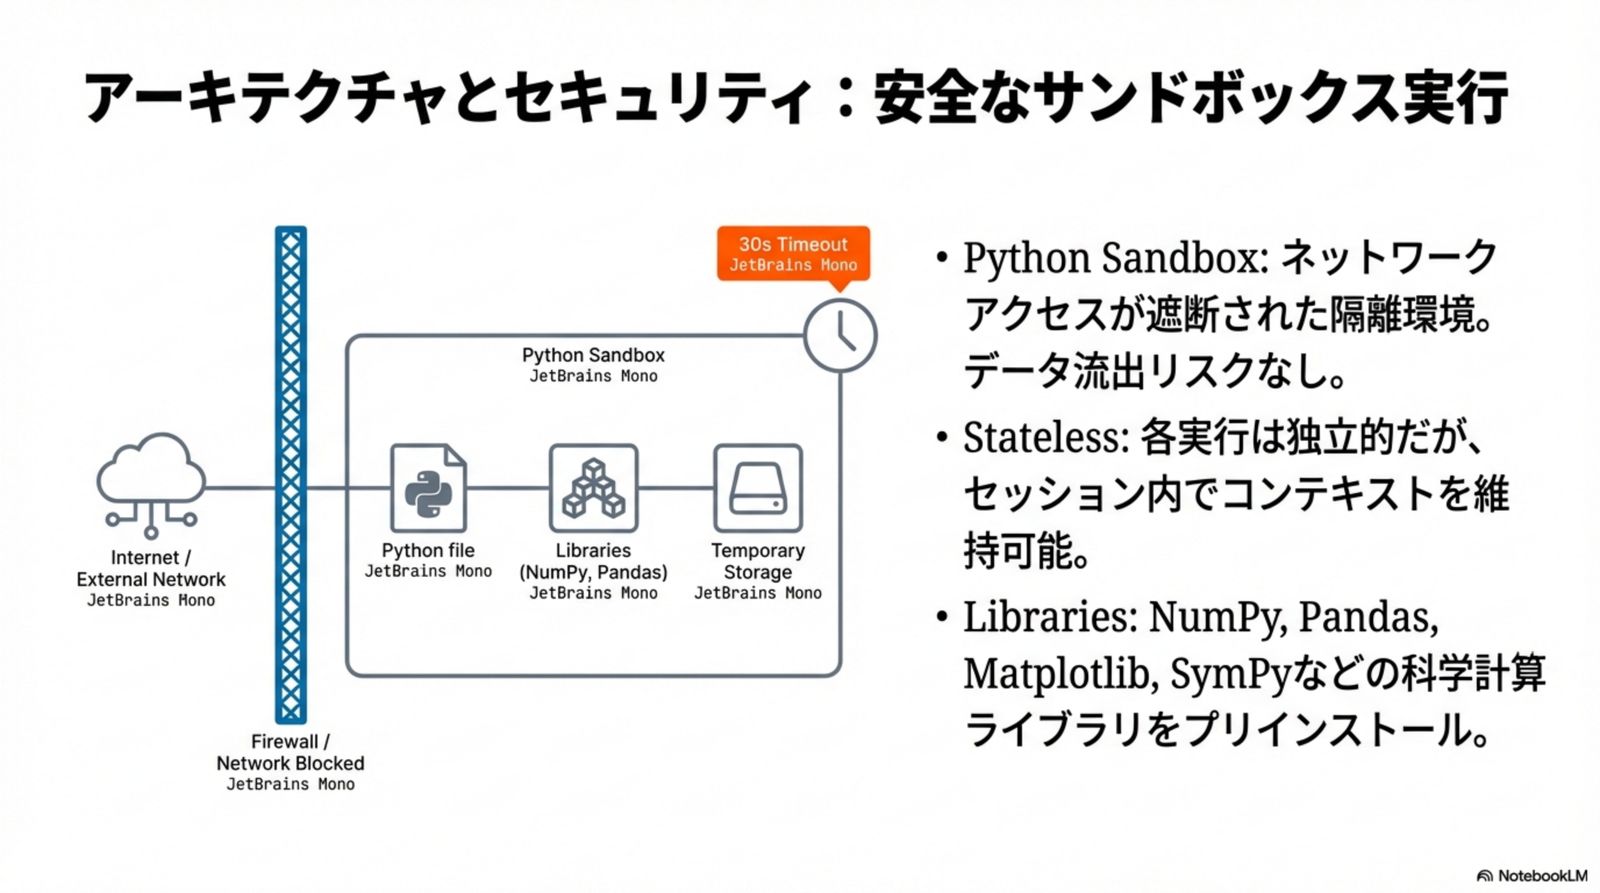 アーキテクチャとセキュリティ：安全なサンドボックス実行
30s Timeout
JetBrains Mono
Python Sandbox
JetBrains Mono
Internet /
External Network
JetBrains Mono
Python file
JetBrains Mono
Libraries
(NumPy, Pandas)
JetBrains Mono
Temporary
Storage
JetBrains Mono
Firewall /
Network Blocked
JetBrains Mono
• Python Sandbox: ネットワーク
アクセスが遮断された隔離環境。
データ流出リスクなし。
• Stateless: 各実行は独立的だが、
セッション内でコンテキストを維
持可能。
• Libraries: NumPy, Pandas,
Matplotlib, SymPyなどの科学計算
ライブラリをプリインストール。
NotebookLM